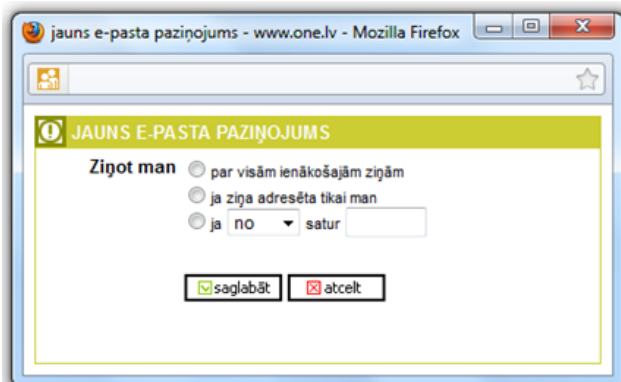 jauns e-pasta paziņojums - www.one.lv - Mozilla Firefox
JAUNS E-PASTA PAZIŅOJUMS
Ziņot man
par visām ienākošajām ziņām
ja ziņa adresēta tikai man
ja no satur
saglabāt atcelt